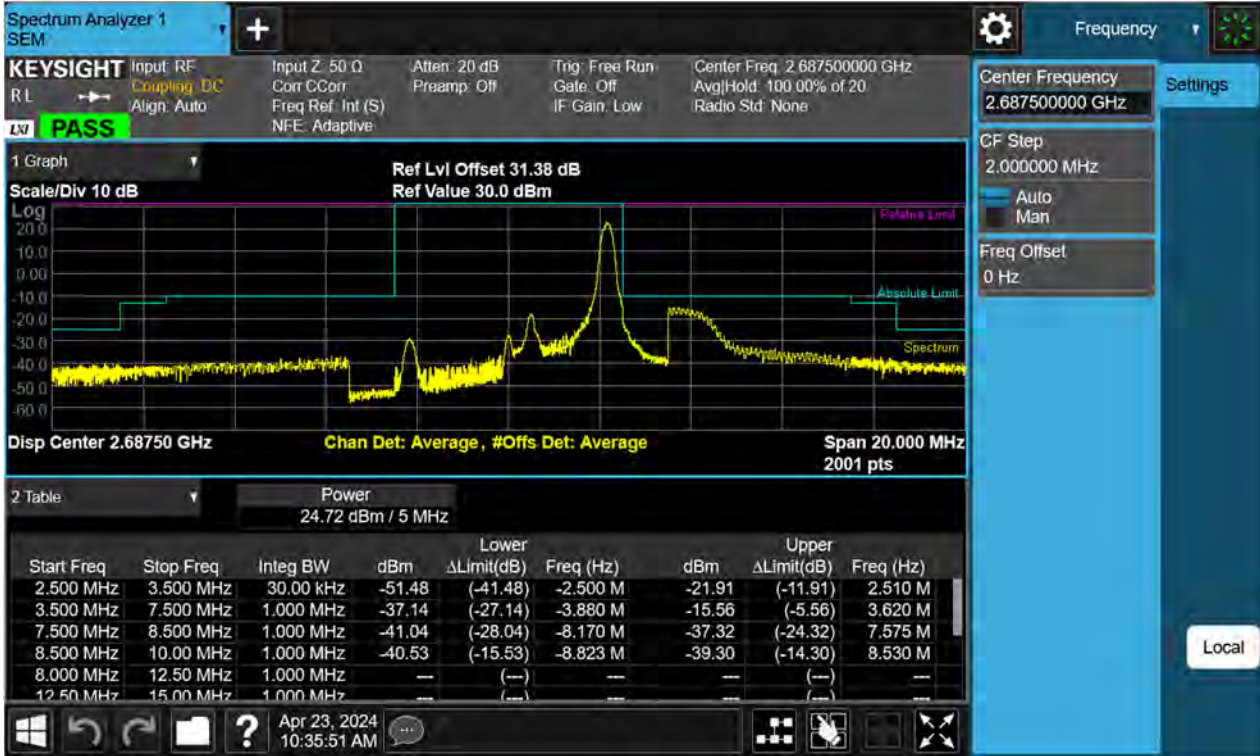 Spectrum Analyzer 1
SEM
+
Frequency
KEYSIGHT
R L
LXI
PASS
Input: RF
Coupling: DC
Align: Auto
Input Z: 50 Ω
Corr CCorr
Freq Ref: Int (S)
NFE: Adaptive
Atten: 20 dB
Preamp: Off
Trig: Free Run
Gate: Off
IF Gain: Low
Center Freq: 2.687500000 GHz
Avg|Hold: 100.00% of 20
Radio Std: None
Center Frequency
2.687500000 GHz
Settings
CF Step
2.000000 MHz
Auto
Man
Freq Offset
0 Hz
1 Graph
Scale/Div 10 dB
Ref Lvl Offset 31.38 dB
Ref Value 30.0 dBm
Log
20.0
10.0
0.00
-10.0
-20.0
-30.0
-40.0
-50.0
-60.0
Relative Limit
Absolute Limit
Spectrum
Disp Center 2.68750 GHz
Chan Det: Average, #Offs Det: Average
Span 20.000 MHz
2001 pts
2 Table
Power
24.72 dBm / 5 MHz
Lower Upper
Start Freq Stop Freq Integ BW dBm ΔLimit(dB) Freq (Hz) dBm ΔLimit(dB) Freq (Hz)
2.500 MHz 3.500 MHz 30.00 kHz -51.48 (-41.48) -2.500 M -21.91 (-11.91) 2.510 M
3.500 MHz 7.500 MHz 1.000 MHz -37.14 (-27.14) -3.880 M -15.56 (-5.56) 3.620 M
7.500 MHz 8.500 MHz 1.000 MHz -41.04 (-28.04) -8.170 M -37.32 (-24.32) 7.575 M
8.500 MHz 10.00 MHz 1.000 MHz -40.53 (-15.53) -8.823 M -39.30 (-14.30) 8.530 M
8.000 MHz 12.50 MHz 1.000 MHz --- (---) --- --- (---) ---
12.50 MHz 15.00 MHz 1.000 MHz --- (---) --- --- (---) ---
Local
?
Apr 23, 2024
10:35:51 AM